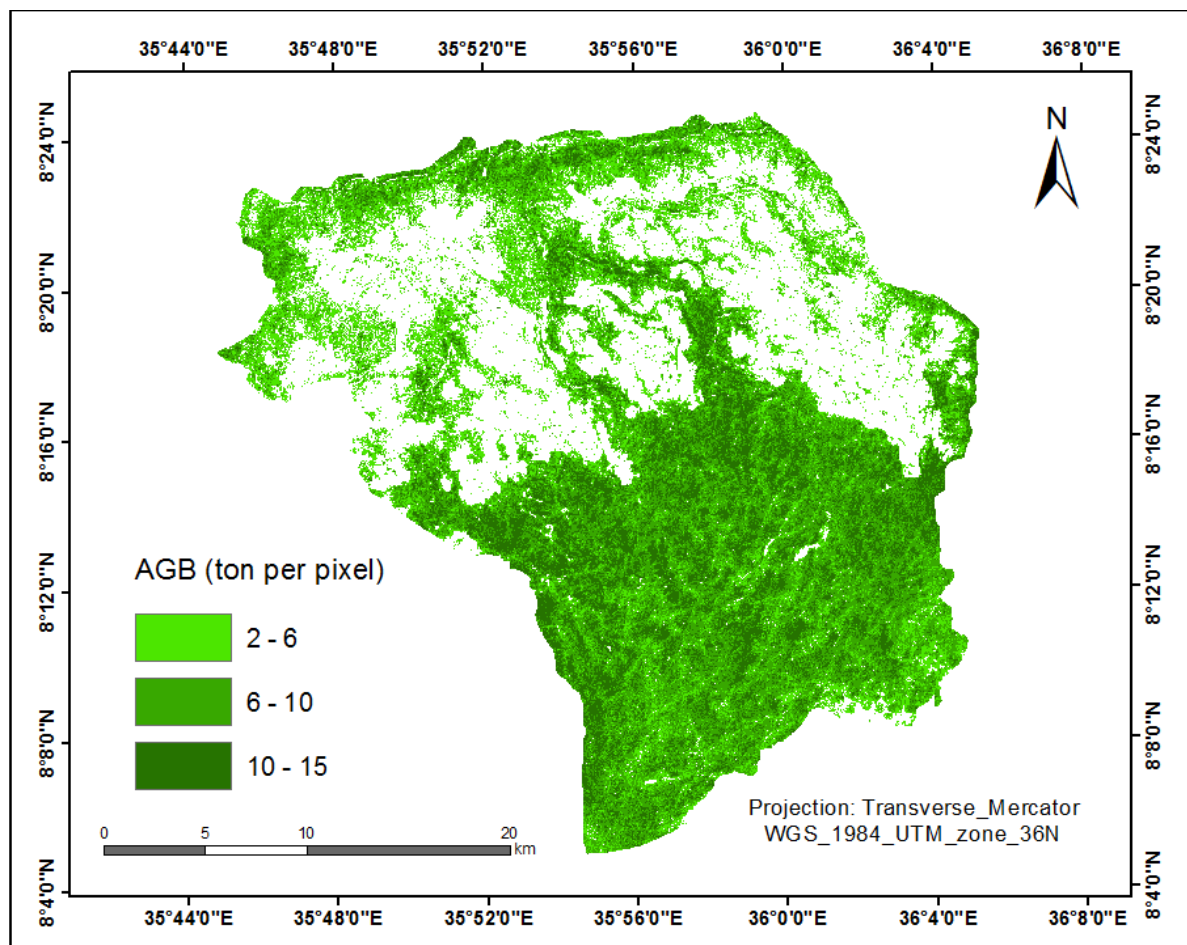 35°44'0"E 35°48'0"E 35°52'0"E 35°56'0"E 36°0'0"E 36°4'0"E 36°8'0"E
N
8°24'0"N 8°24'0"N
8°20'0"N 8°20'0"N
8°16'0"N 8°16'0"N
8°12'0"N 8°12'0"N
8°8'0"N 8°8'0"N
8°4'0"N 8°4'0"N
AGB (ton per pixel)
2 - 6
6 - 10
10 - 15
0 5 10 20
km
Projection: Transverse_Mercator
WGS_1984_UTM_zone_36N
35°44'0"E 35°48'0"E 35°52'0"E 35°56'0"E 36°0'0"E 36°4'0"E 36°8'0"E